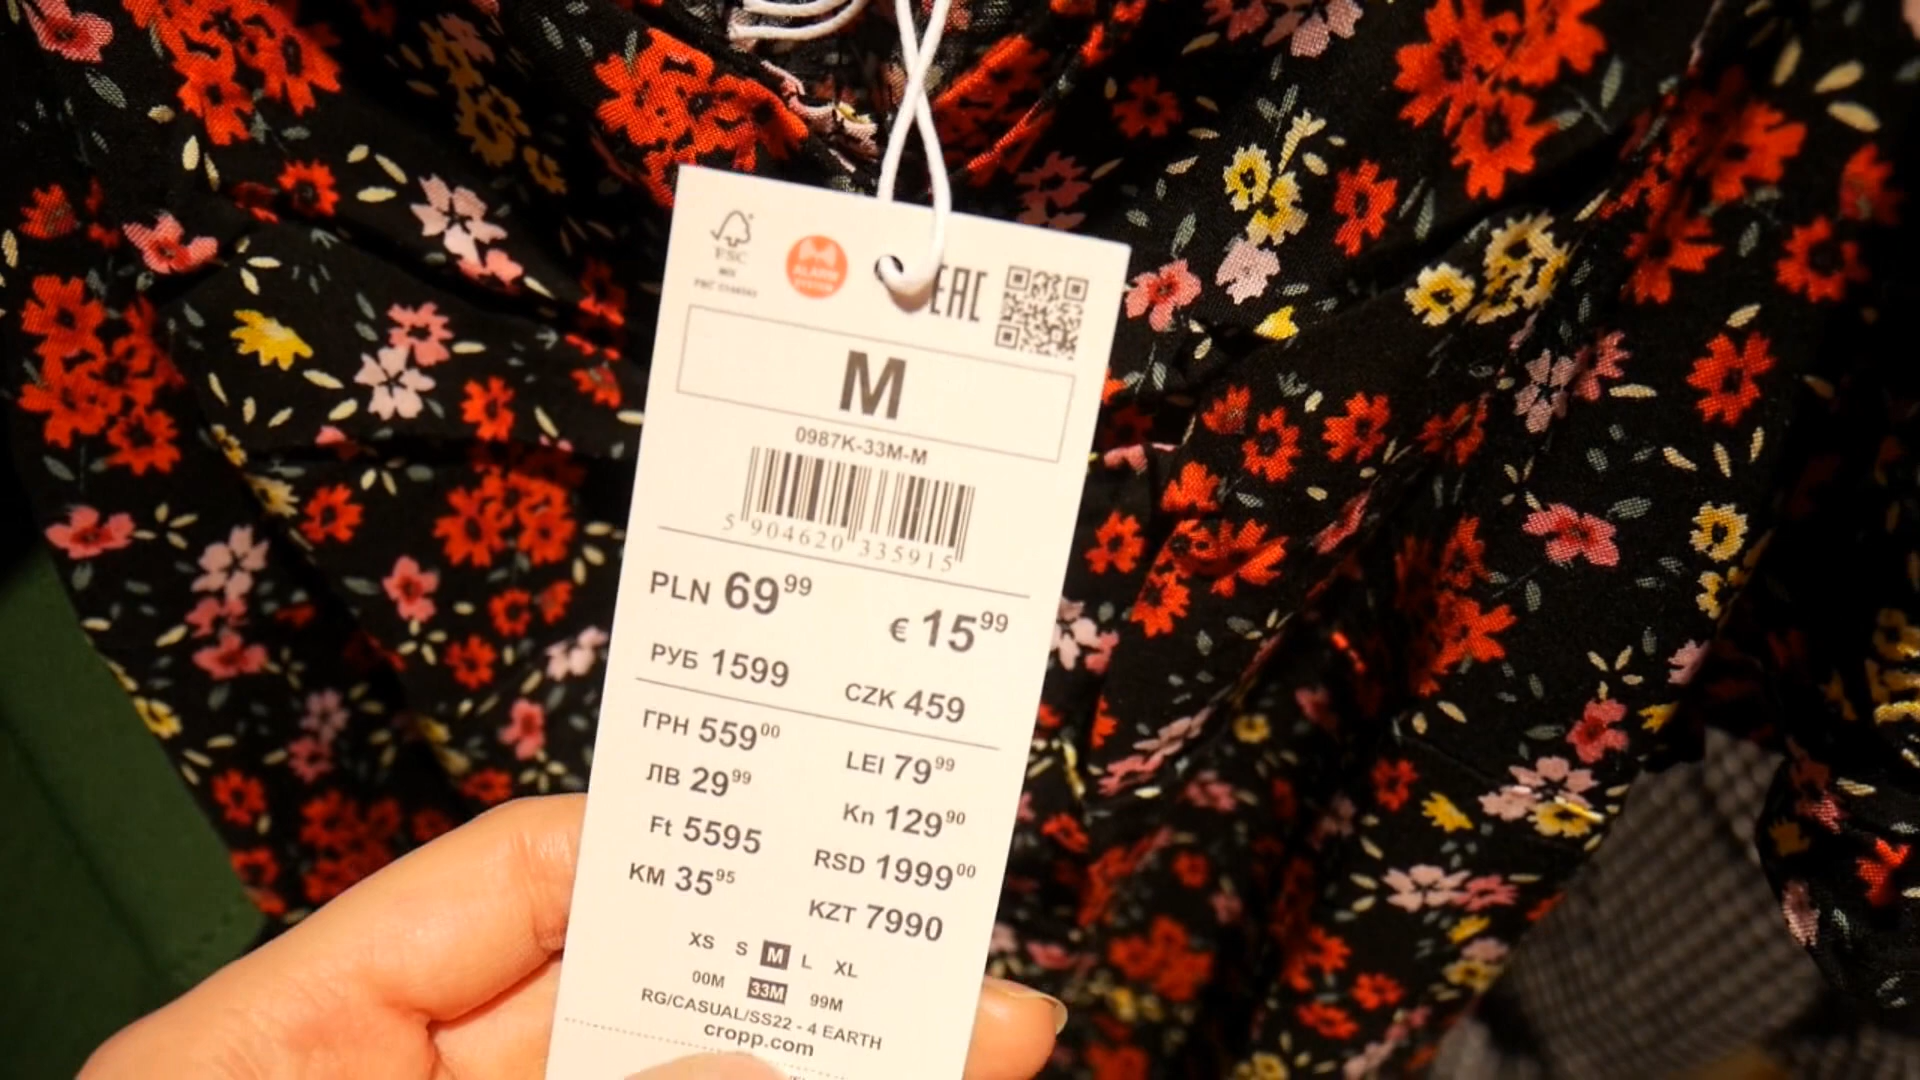 FSC
MIX
ALARM
EAC
M
0987K-33M-M
5 904620 335915
PLN 69 99
€ 15 99
РУБ 1599
CZK 459
ГРН 559 00
LEI 79 99
ЛВ 29 99
Kn 129 90
Ft 5595
RSD 1999 00
KM 35 95
KZT 7990
XS S M L XL
00M 33M 99M
RG/CASUAL/SS22 - 4 EARTH
cropp.com